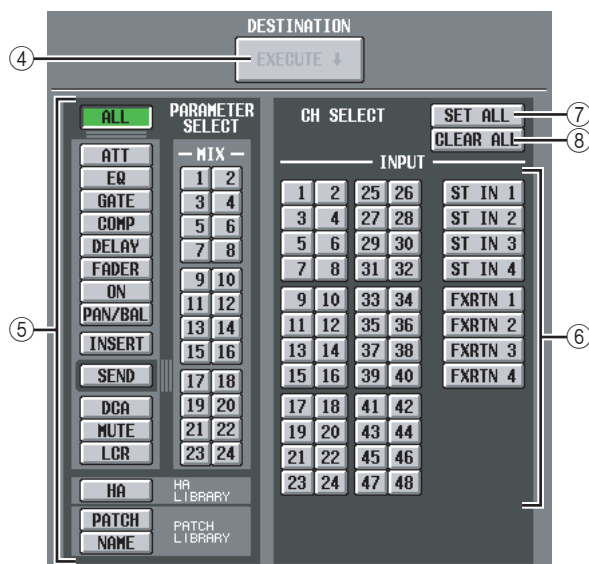 DESTINATION
④
EXECUTE ⬇
ALL
PARAMETER
SELECT
CH SELECT
SET ALL
⑦
CLEAR ALL
⑧
ATT
EQ
GATE
COMP
DELAY
FADER
ON
PAN/BAL
INSERT
SEND
DCA
MUTE
LCR
⑤
— MIX —
1 2
3 4
5 6
7 8
9 10
11 12
13 14
15 16
17 18
19 20
21 22
23 24
INPUT
1 2 25 26 ST IN 1
3 4 27 28 ST IN 2
5 6 29 30 ST IN 3
7 8 31 32 ST IN 4
9 10 33 34 FXRTN 1
11 12 35 36 FXRTN 2
13 14 37 38 FXRTN 3
15 16 39 40 FXRTN 4
17 18 41 42
19 20 43 44
21 22 45 46
23 24 47 48
⑥
HA
HA
LIBRARY
PATCH
NAME
PATCH
LIBRARY